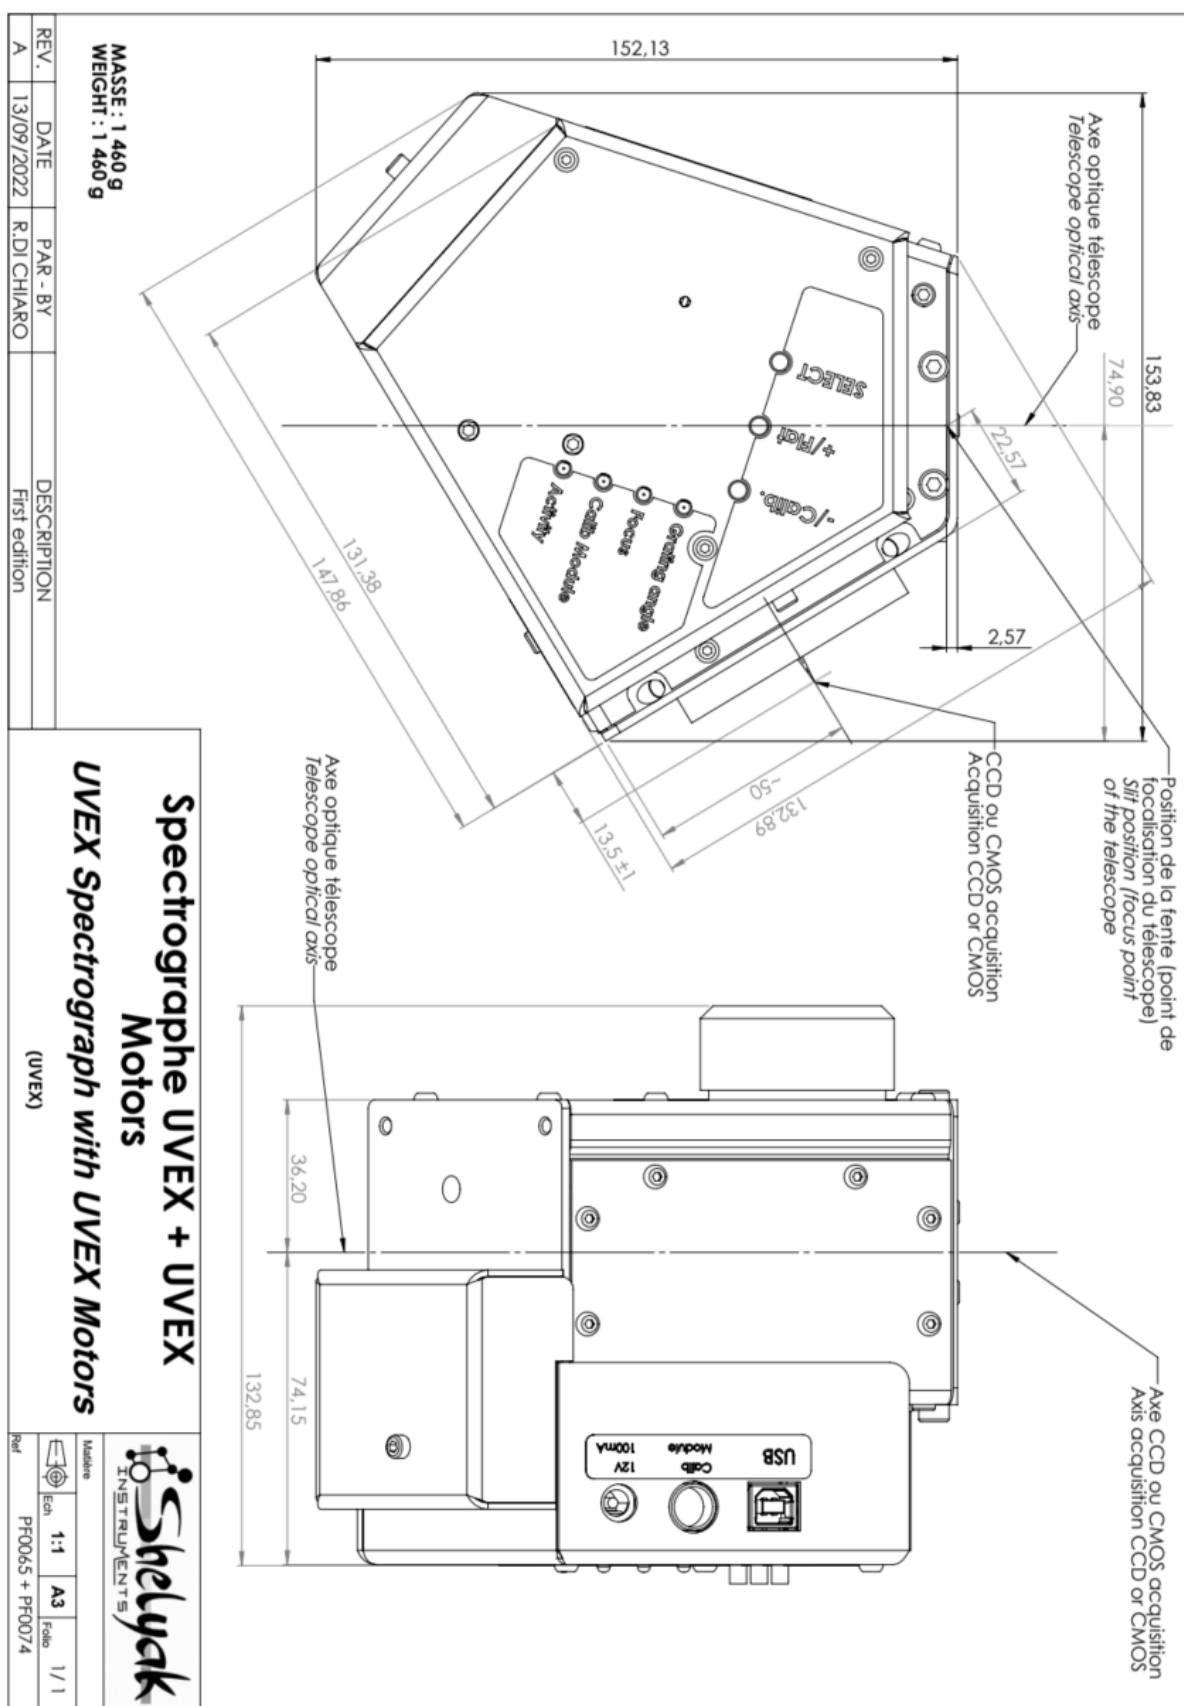 152,13
153,83
74,90
22,57
2,57
Axe optique télescope
Telescope optical axis
Position de la fente (point de
focalisation du télescope)
Slit position (focus point
of the telescope
CCD ou CMOS acquisition
Acquisition CCD or CMOS
SELECT
+/Flat
-/Calib.
Grating angle
Focus
Calib Module
Activity
131,38
147,86
~50
132,89
13,5 ±1
Axe optique télescope
Telescope optical axis
Axe CCD ou CMOS acquisition
Axis acquisition CCD or CMOS
36,20
74,15
132,85
USB
Calib
Module
12V
100mA
MASSE : 1 460 g
WEIGHT : 1 460 g
REV. DATE PAR - BY DESCRIPTION
A 13/09/2022 R.DI CHIARO First edition
Spectrographe UVEX + UVEX
Motors
UVEX Spectrograph with UVEX Motors
(UVEX)
Shelyak
INSTRUMENTS
Matière
Ech 1:1 A3 Folio 1/1
Ref PF0065 + PF0074